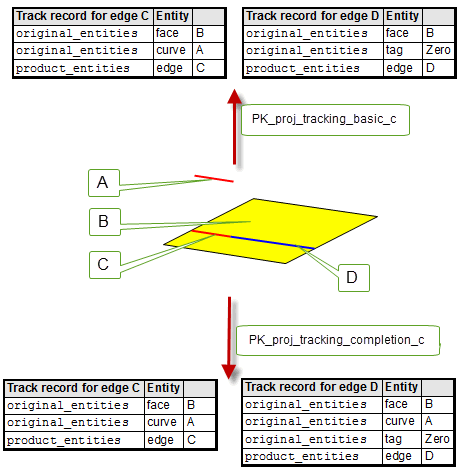 Track record for edge C Entity
original_entities face B
original_entities curve A
product_entities edge C
Track record for edge D Entity
original_entities face B
original_entities tag Zero
product_entities edge D
PK_proj_tracking_basic_c
A
B
C
D
PK_proj_tracking_completion_c
Track record for edge C Entity
original_entities face B
original_entities curve A
product_entities edge C
Track record for edge D Entity
original_entities face B
original_entities curve A
original_entities tag Zero
product_entities edge D